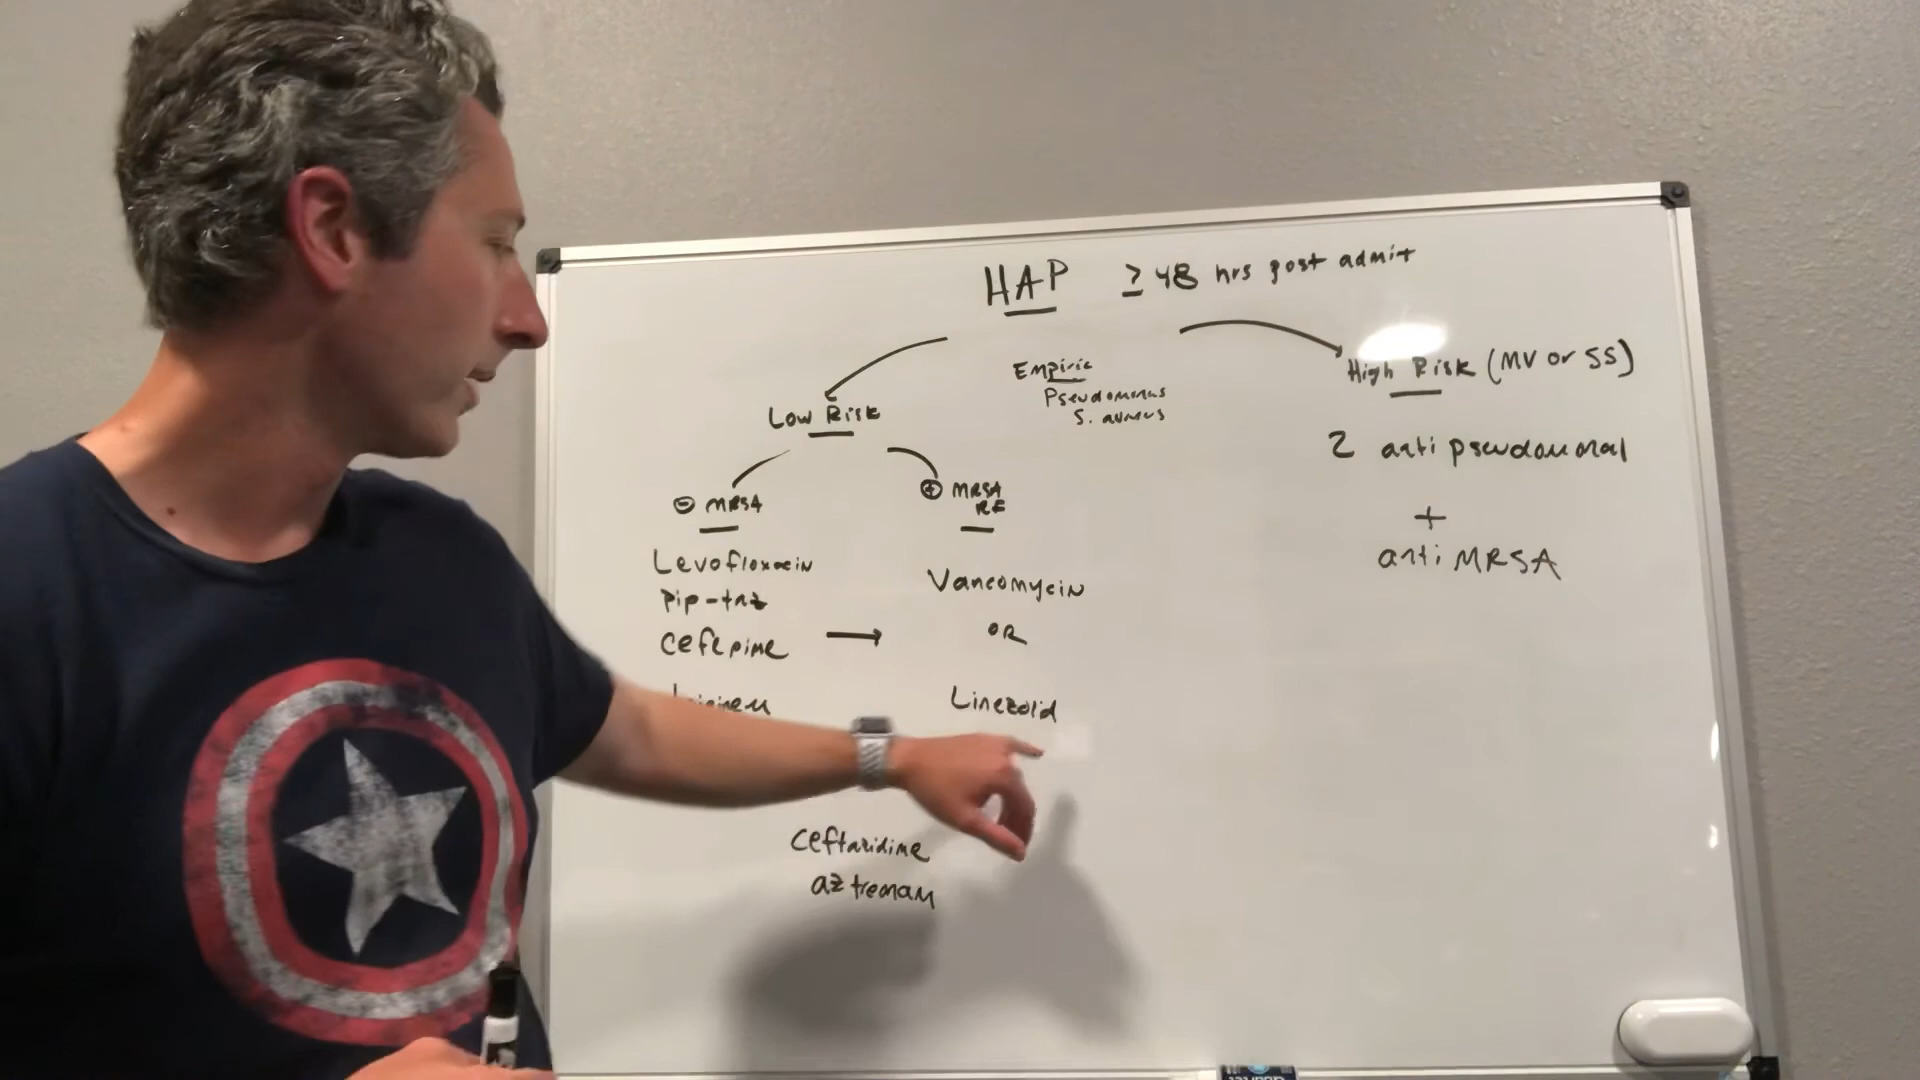 HAP ≥ 48 hrs post admit
Empiric
Pseudomonas
S. aureus
High Risk (MV or SS)
2 anti pseudomonal
+
anti MRSA
Low Risk
⊖ MRSA
Levofloxacin
Pip-taz
Cefepime →
⊕ MRSA
RF
Vancomycin
OR
Linezolid
Ceftazidime
aztreonam